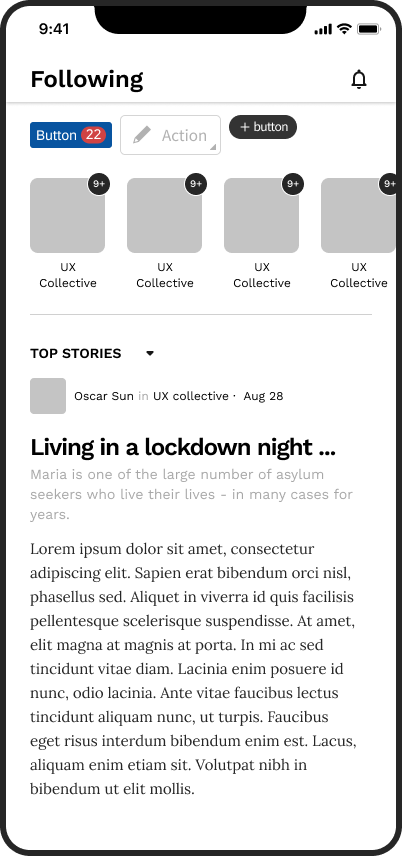 9:41
Following
Button 22
Action
+ button
9+ 9+ 9+ 9+
UX UX UX UX
Collective Collective Collective Collective
TOP STORIES
Oscar Sun in UX collective · Aug 28
Living in a lockdown night ...
Maria is one of the large number of asylum
seekers who live their lives - in many cases for
years.
Lorem ipsum dolor sit amet, consectetur
adipiscing elit. Sapien erat bibendum orci nisl,
phasellus sed. Aliquet in viverra id quis facilisis
pellentesque scelerisque suspendisse. At amet,
elit magna at magnis at porta. In mi ac sed
tincidunt vitae diam. Lacinia enim posuere id
nunc, odio lacinia. Ante vitae faucibus lectus
tincidunt aliquam nunc, ut turpis. Faucibus
eget risus interdum bibendum enim est. Lacus,
aliquam enim etiam sit. Volutpat nibh in
bibendum ut elit mollis.